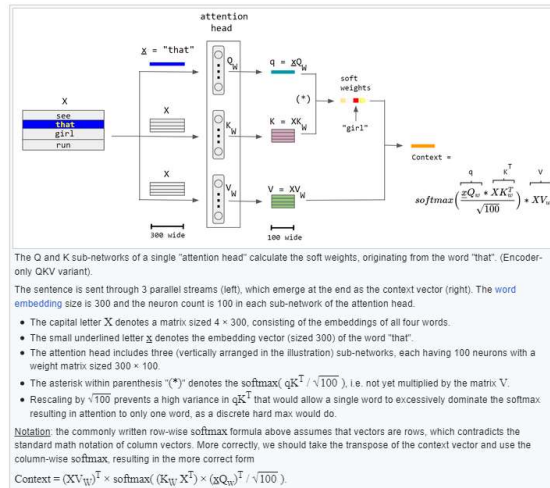 attention
head
x = "that"
Q_W
q = xQ_W
soft
weights
(*)
X
see
that
girl
run
X
K_W
K = XK_W
"girl"
Context =
q K^T V
softmax( xQ_w * XK_w^T / √100 ) * XV_w
X
V_W
V = XV_W
300 wide
100 wide
The Q and K sub-networks of a single "attention head" calculate the soft weights, originating from the word "that". (Encoder-
only QKV variant).
The sentence is sent through 3 parallel streams (left), which emerge at the end as the context vector (right). The word
embedding size is 300 and the neuron count is 100 in each sub-network of the attention head.
• The capital letter X denotes a matrix sized 4 × 300, consisting of the embeddings of all four words.
• The small underlined letter x denotes the embedding vector (sized 300) of the word "that".
• The attention head includes three (vertically arranged in the illustration) sub-networks, each having 100 neurons with a
weight matrix sized 300 × 100.
• The asterisk within parenthesis "(*)" denotes the softmax( qK^T / √100 ), i.e. not yet multiplied by the matrix V.
• Rescaling by √100 prevents a high variance in qK^T that would allow a single word to excessively dominate the softmax
resulting in attention to only one word, as a discrete hard max would do.
Notation: the commonly written row-wise softmax formula above assumes that vectors are rows, which contradicts the
standard math notation of column vectors. More correctly, we should take the transpose of the context vector and use the
column-wise softmax, resulting in the more correct form
Context = (XV_W)^T × softmax( (K_W X^T) × (xQ_w)^T / √100 ).